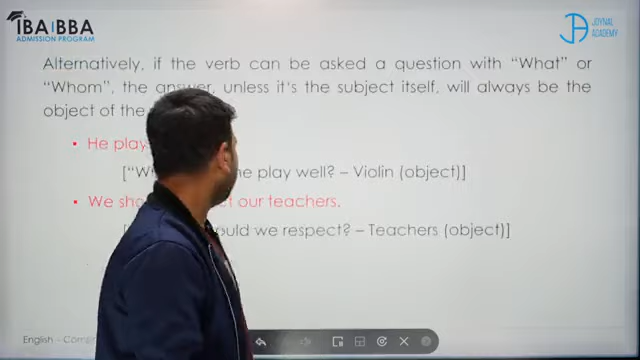 IBA|BBA
ADMISSION PROGRAM
JOYNAL
ACADEMY
Alternatively, if the verb can be asked a question with “What” or
“Whom”, the answer, unless it's the subject itself, will always be the
object of the
• He play
[“W he play well? – Violin (object)]
• We sho our teachers.
[ ould we respect? – Teachers (object)]
English –